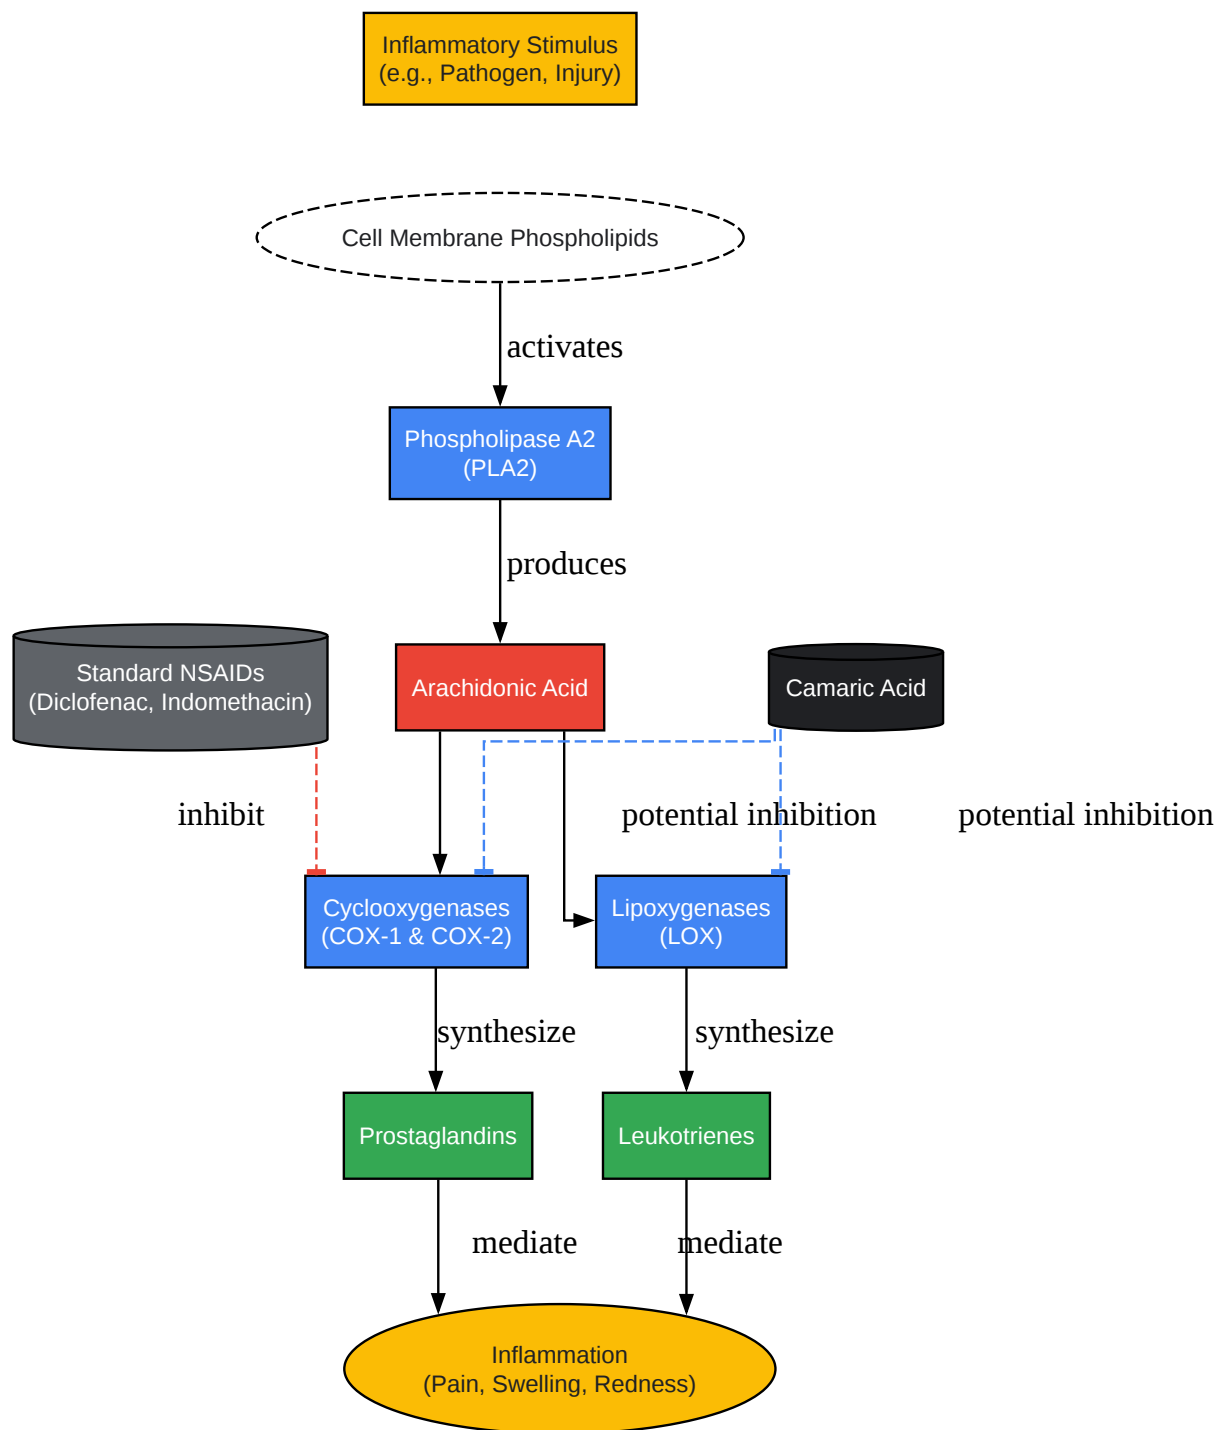 Inflammatory Stimulus
(e.g., Pathogen, Injury)
Cell Membrane Phospholipids
activates
Phospholipase A2
(PLA2)
produces
Standard NSAIDs
(Diclofenac, Indomethacin)
Arachidonic Acid
Camaric Acid
inhibit
potential inhibition
potential inhibition
Cyclooxygenases
(COX-1 & COX-2)
Lipoxygenases
(LOX)
synthesize
synthesize
Prostaglandins
Leukotrienes
mediate
mediate
Inflammation
(Pain, Swelling, Redness)